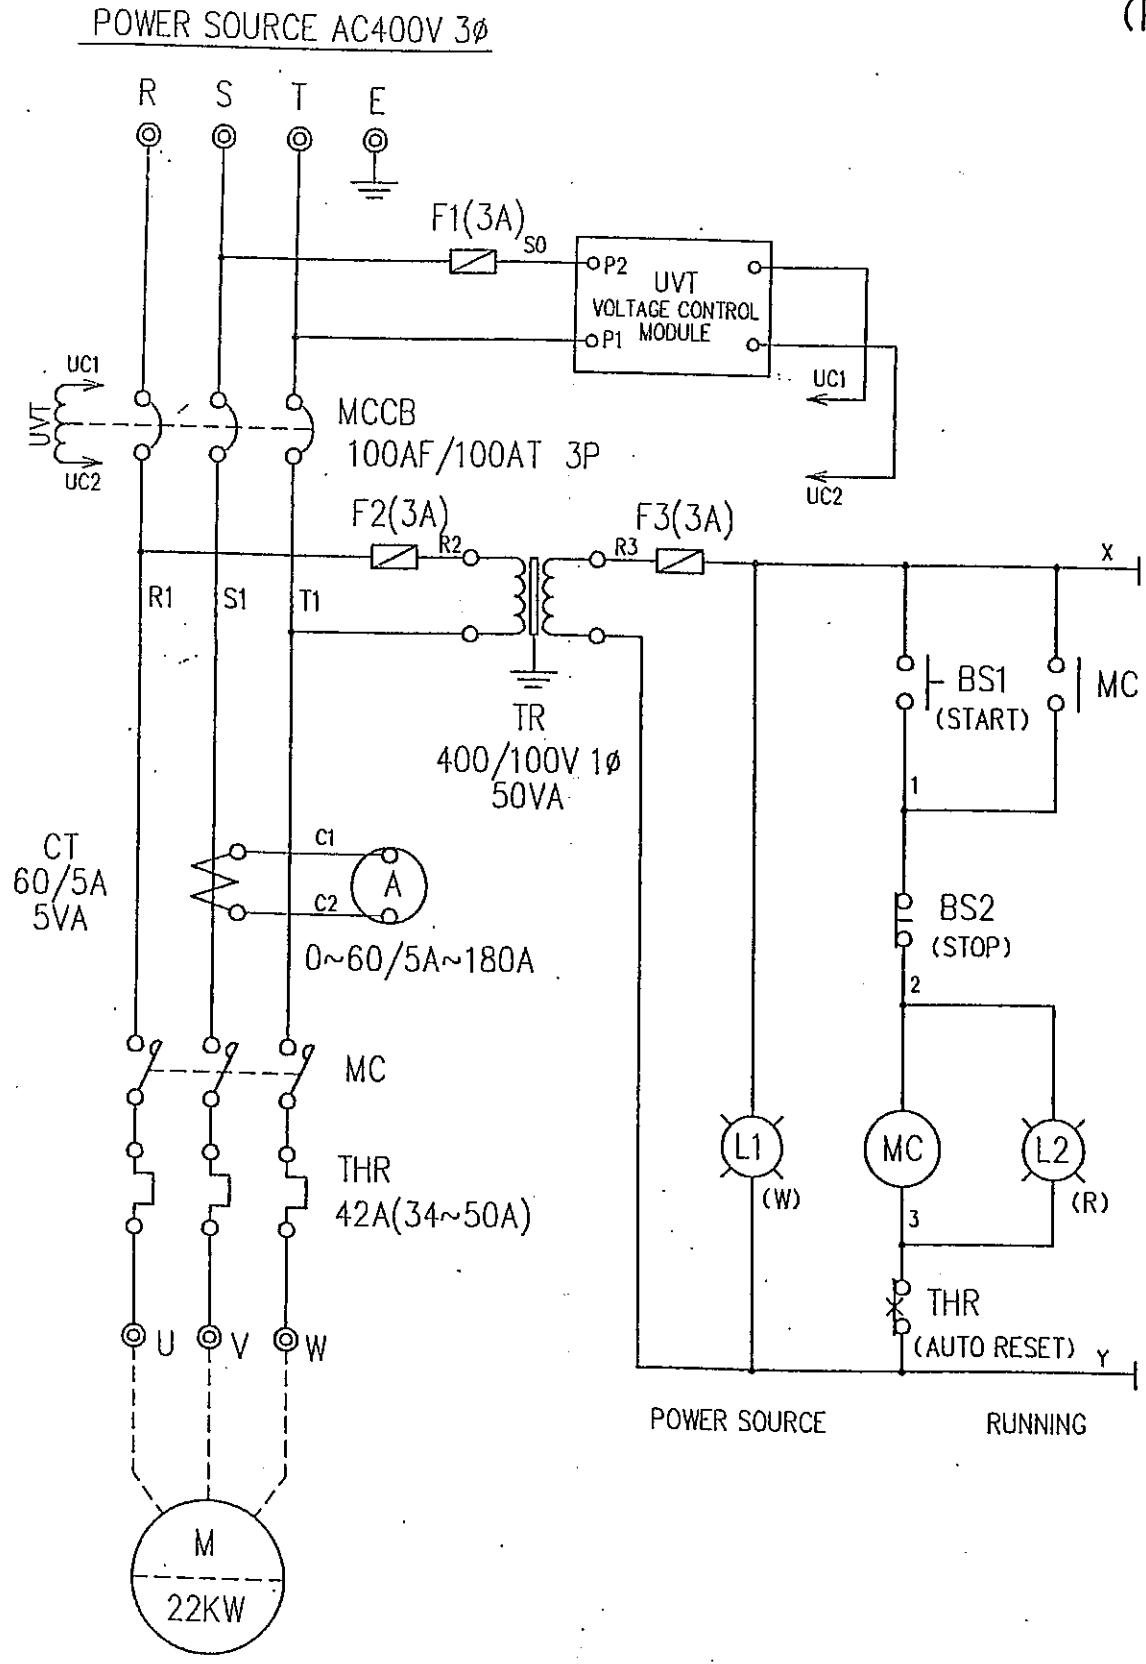 POWER SOURCE AC400V 3ø
R S T E
F1(3A)
S0
P2
UVT
VOLTAGE CONTROL
MODULE
P1
UC1
UVT
UC2
UC1
UC2
MCCB
100AF/100AT 3P
F2(3A)
R2
R3
F3(3A)
X
R1 S1 T1
TR
400/100V 1ø
50VA
BS1
(START)
MC
1
CT
60/5A
5VA
C1
A
C2
0~60/5A~180A
BS2
(STOP)
2
MC
THR
42A(34~50A)
L1
(W)
MC
L2
(R)
3
THR
(AUTO RESET)
Y
U V W
POWER SOURCE RUNNING
M
22KW